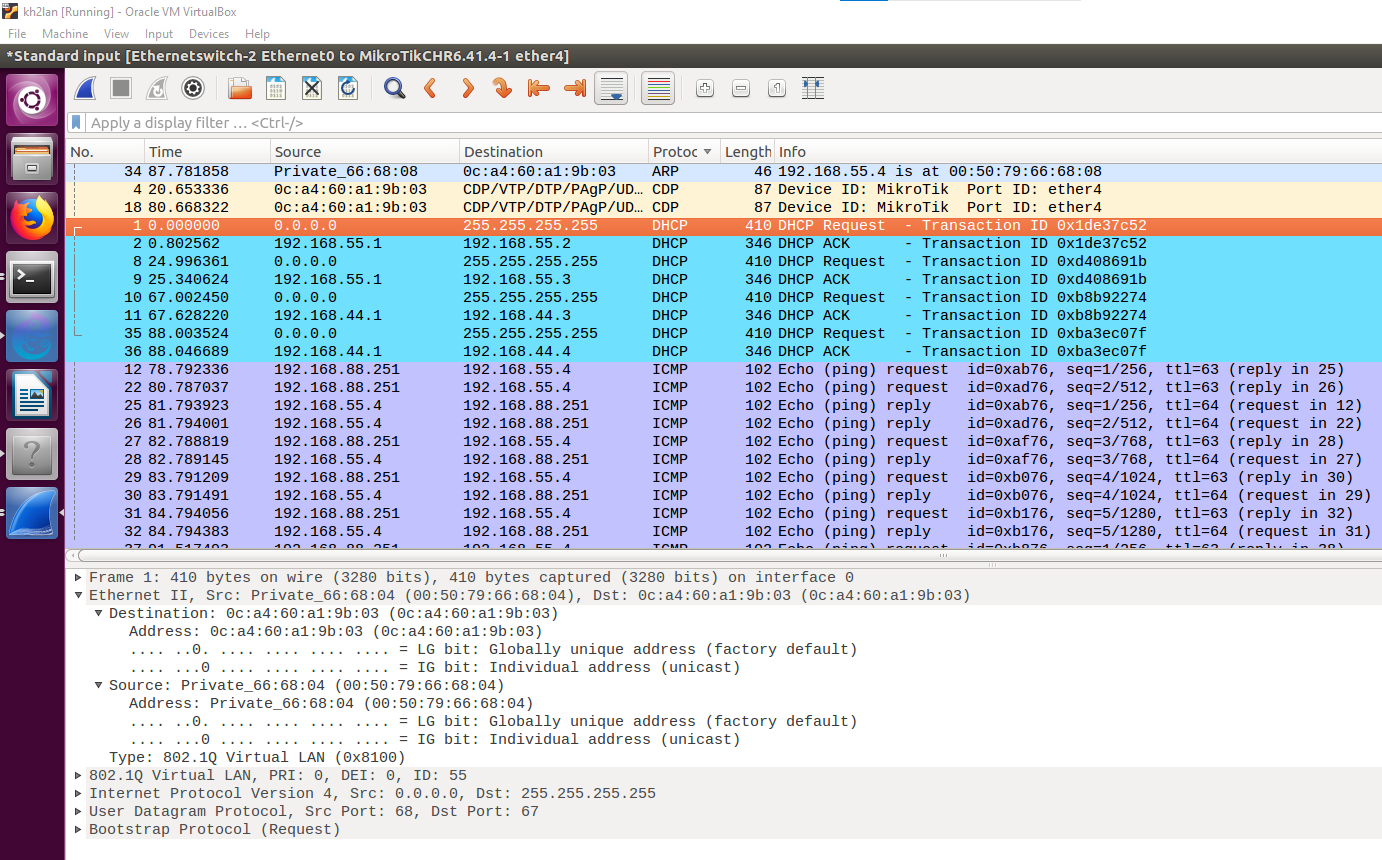 kh2lan [Running] - Oracle VM VirtualBox
File Machine View Input Devices Help
*Standard input [Ethernetswitch-2 Ethernet0 to MikroTikCHR6.41.4-1 ether4]
Apply a display filter … <Ctrl-/>
No. Time Source Destination Protoc Length Info
34 87.781858 Private_66:68:08 0c:a4:60:a1:9b:03 ARP 46 192.168.55.4 is at 00:50:79:66:68:08
4 20.653336 0c:a4:60:a1:9b:03 CDP/VTP/DTP/PAgP/UD… CDP 87 Device ID: MikroTik  Port ID: ether4
18 80.668322 0c:a4:60:a1:9b:03 CDP/VTP/DTP/PAgP/UD… CDP 87 Device ID: MikroTik  Port ID: ether4
1 0.000000 0.0.0.0 255.255.255.255 DHCP 410 DHCP Request  - Transaction ID 0x1de37c52
2 0.802562 192.168.55.1 192.168.55.2 DHCP 346 DHCP ACK      - Transaction ID 0x1de37c52
8 24.996361 0.0.0.0 255.255.255.255 DHCP 410 DHCP Request  - Transaction ID 0xd408691b
9 25.340624 192.168.55.1 192.168.55.3 DHCP 346 DHCP ACK      - Transaction ID 0xd408691b
10 67.002450 0.0.0.0 255.255.255.255 DHCP 410 DHCP Request  - Transaction ID 0xb8b92274
11 67.628220 192.168.44.1 192.168.44.3 DHCP 346 DHCP ACK      - Transaction ID 0xb8b92274
35 88.003524 0.0.0.0 255.255.255.255 DHCP 410 DHCP Request  - Transaction ID 0xba3ec07f
36 88.046689 192.168.44.1 192.168.44.4 DHCP 346 DHCP ACK      - Transaction ID 0xba3ec07f
12 78.792336 192.168.88.251 192.168.55.4 ICMP 102 Echo (ping) request  id=0xab76, seq=1/256, ttl=63 (reply in 25)
22 80.787037 192.168.88.251 192.168.55.4 ICMP 102 Echo (ping) request  id=0xad76, seq=2/512, ttl=63 (reply in 26)
25 81.793923 192.168.55.4 192.168.88.251 ICMP 102 Echo (ping) reply    id=0xab76, seq=1/256, ttl=64 (request in 12)
26 81.794001 192.168.55.4 192.168.88.251 ICMP 102 Echo (ping) reply    id=0xad76, seq=2/512, ttl=64 (request in 22)
27 82.788819 192.168.88.251 192.168.55.4 ICMP 102 Echo (ping) request  id=0xaf76, seq=3/768, ttl=63 (reply in 28)
28 82.789145 192.168.55.4 192.168.88.251 ICMP 102 Echo (ping) reply    id=0xaf76, seq=3/768, ttl=64 (request in 27)
29 83.791209 192.168.88.251 192.168.55.4 ICMP 102 Echo (ping) request  id=0xb076, seq=4/1024, ttl=63 (reply in 30)
30 83.791491 192.168.55.4 192.168.88.251 ICMP 102 Echo (ping) reply    id=0xb076, seq=4/1024, ttl=64 (request in 29)
31 84.794056 192.168.88.251 192.168.55.4 ICMP 102 Echo (ping) request  id=0xb176, seq=5/1280, ttl=63 (reply in 32)
32 84.794383 192.168.55.4 192.168.88.251 ICMP 102 Echo (ping) reply    id=0xb176, seq=5/1280, ttl=64 (request in 31)
Frame 1: 410 bytes on wire (3280 bits), 410 bytes captured (3280 bits) on interface 0
Ethernet II, Src: Private_66:68:04 (00:50:79:66:68:04), Dst: 0c:a4:60:a1:9b:03 (0c:a4:60:a1:9b:03)
Destination: 0c:a4:60:a1:9b:03 (0c:a4:60:a1:9b:03)
Address: 0c:a4:60:a1:9b:03 (0c:a4:60:a1:9b:03)
.... ..0. .... .... .... .... = LG bit: Globally unique address (factory default)
.... ...0 .... .... .... .... = IG bit: Individual address (unicast)
Source: Private_66:68:04 (00:50:79:66:68:04)
Address: Private_66:68:04 (00:50:79:66:68:04)
.... ..0. .... .... .... .... = LG bit: Globally unique address (factory default)
.... ...0 .... .... .... .... = IG bit: Individual address (unicast)
Type: 802.1Q Virtual LAN (0x8100)
802.1Q Virtual LAN, PRI: 0, DEI: 0, ID: 55
Internet Protocol Version 4, Src: 0.0.0.0, Dst: 255.255.255.255
User Datagram Protocol, Src Port: 68, Dst Port: 67
Bootstrap Protocol (Request)